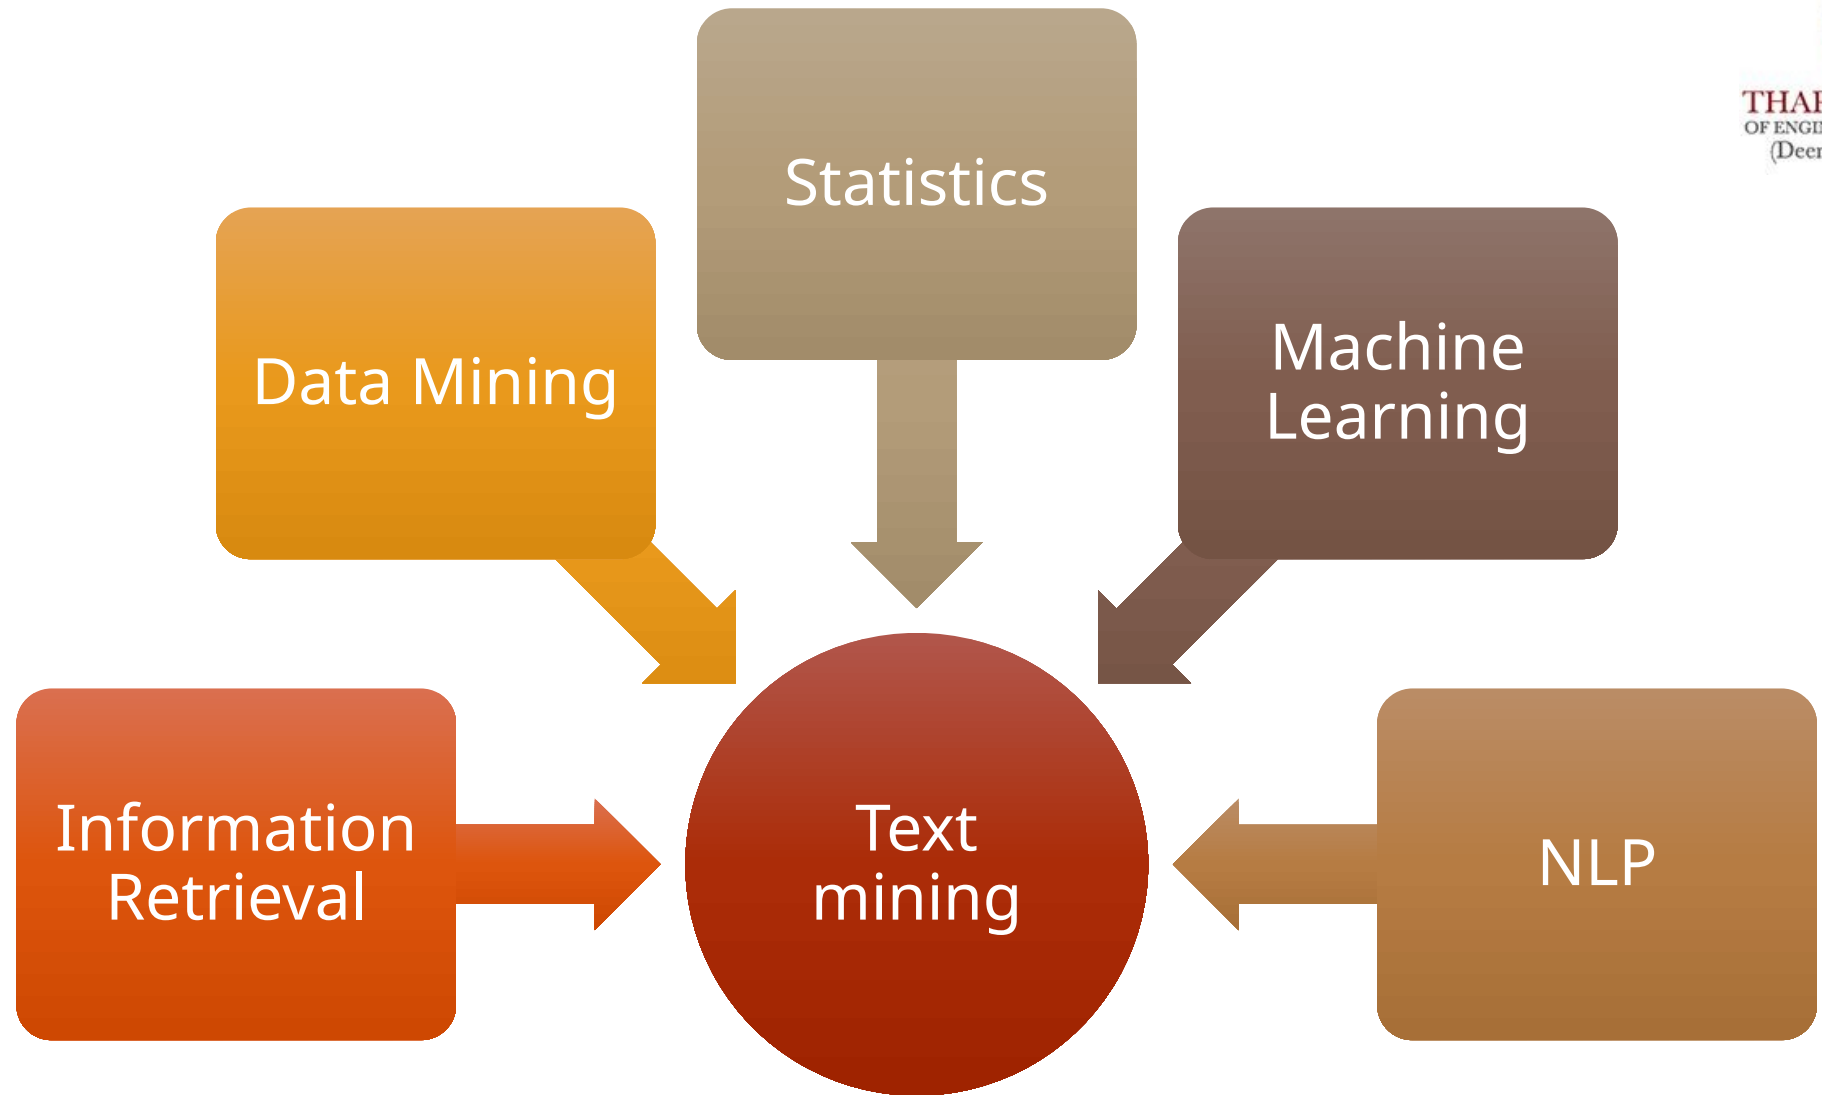 Statistics
Data Mining
Machine
Learning
Information
Retrieval
Text
mining
NLP